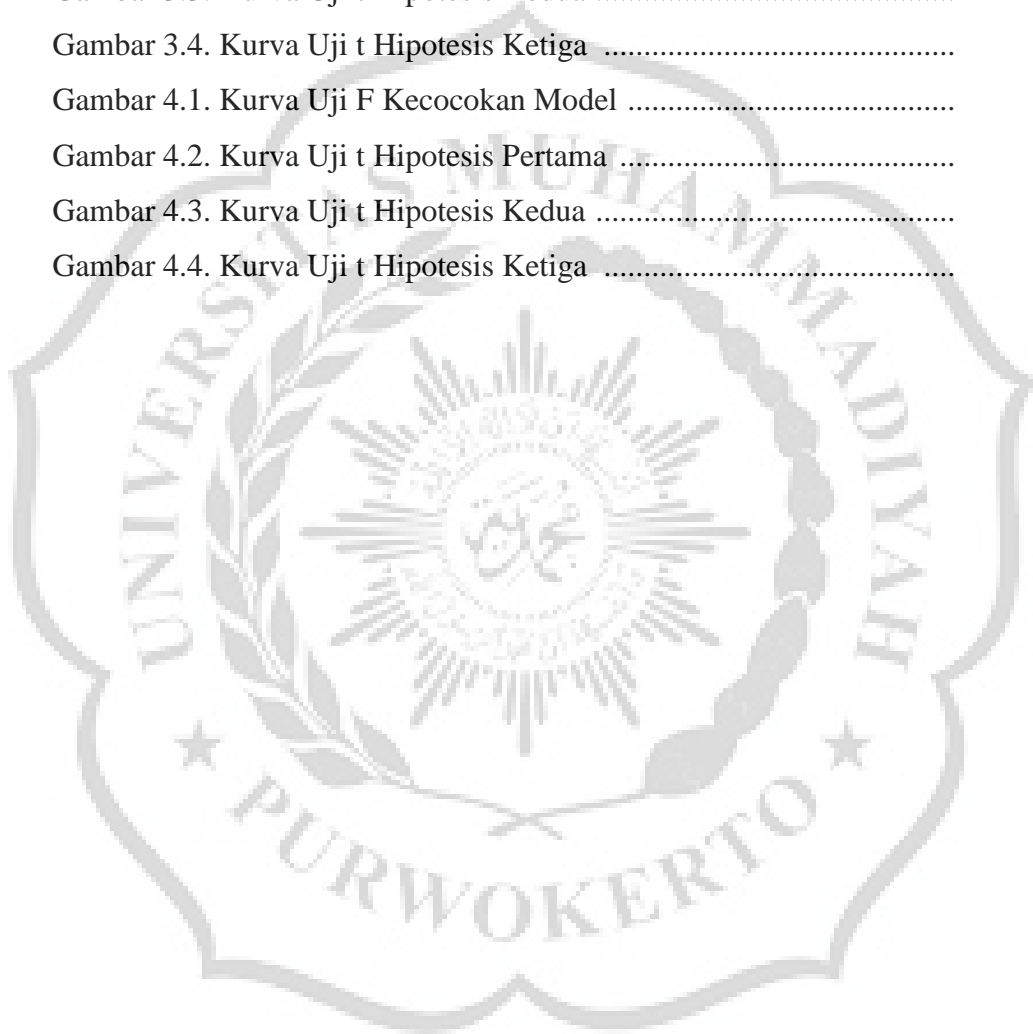 Gambar 3.4. Kurva Uji t Hipotesis Ketiga ......................................
Gambar 4.1. Kurva Uji F Kecocokan Model ..................................
Gambar 4.2. Kurva Uji t Hipotesis Pertama ...................................
Gambar 4.3. Kurva Uji t Hipotesis Kedua ......................................
Gambar 4.4. Kurva Uji t Hipotesis Ketiga ......................................
UNIVERSITAS MUHAMMADIYAH
PURWOKERTO